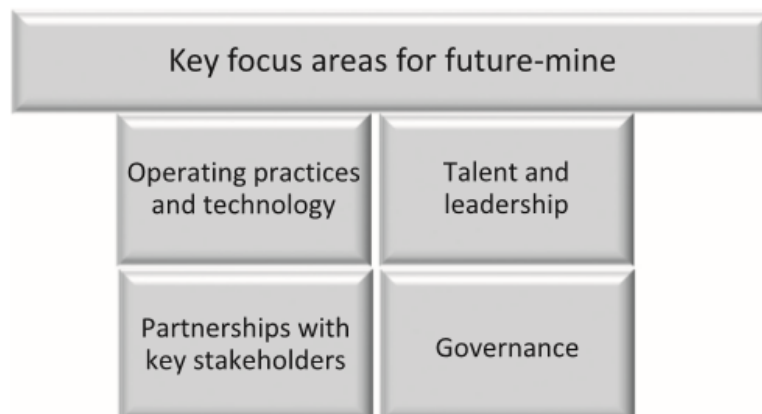 Key focus areas for future-mine
Operating practices
and technology
Talent and
leadership
Partnerships with
key stakeholders
Governance